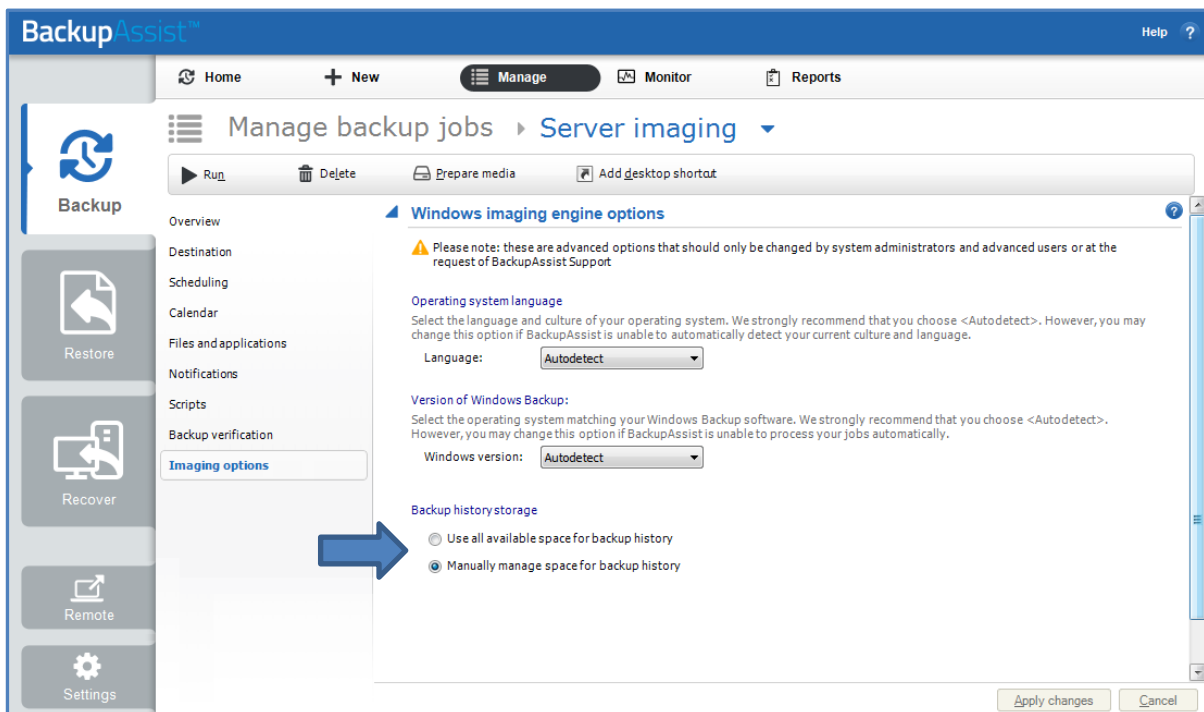 BackupAssist™
Help ?
Home
New
Manage
Monitor
Reports
Manage backup jobs
Server imaging
Run
Delete
Prepare media
Add desktop shortcut
Backup
Restore
Recover
Remote
Settings
Overview
Destination
Scheduling
Calendar
Files and applications
Notifications
Scripts
Backup verification
Imaging options
Windows imaging engine options
?
Please note: these are advanced options that should only be changed by system administrators and advanced users or at the
request of BackupAssist Support
Operating system language
Select the language and culture of your operating system. We strongly recommend that you choose <Autodetect>. However, you may
change this option if BackupAssist is unable to automatically detect your current culture and language.
Language: Autodetect
Version of Windows Backup:
Select the operating system matching your Windows Backup software. We strongly recommend that you choose <Autodetect>.
However, you may change this option if BackupAssist is unable to process your jobs automatically.
Windows version: Autodetect
Backup history storage
Use all available space for backup history
Manually manage space for backup history
Apply changes
Cancel